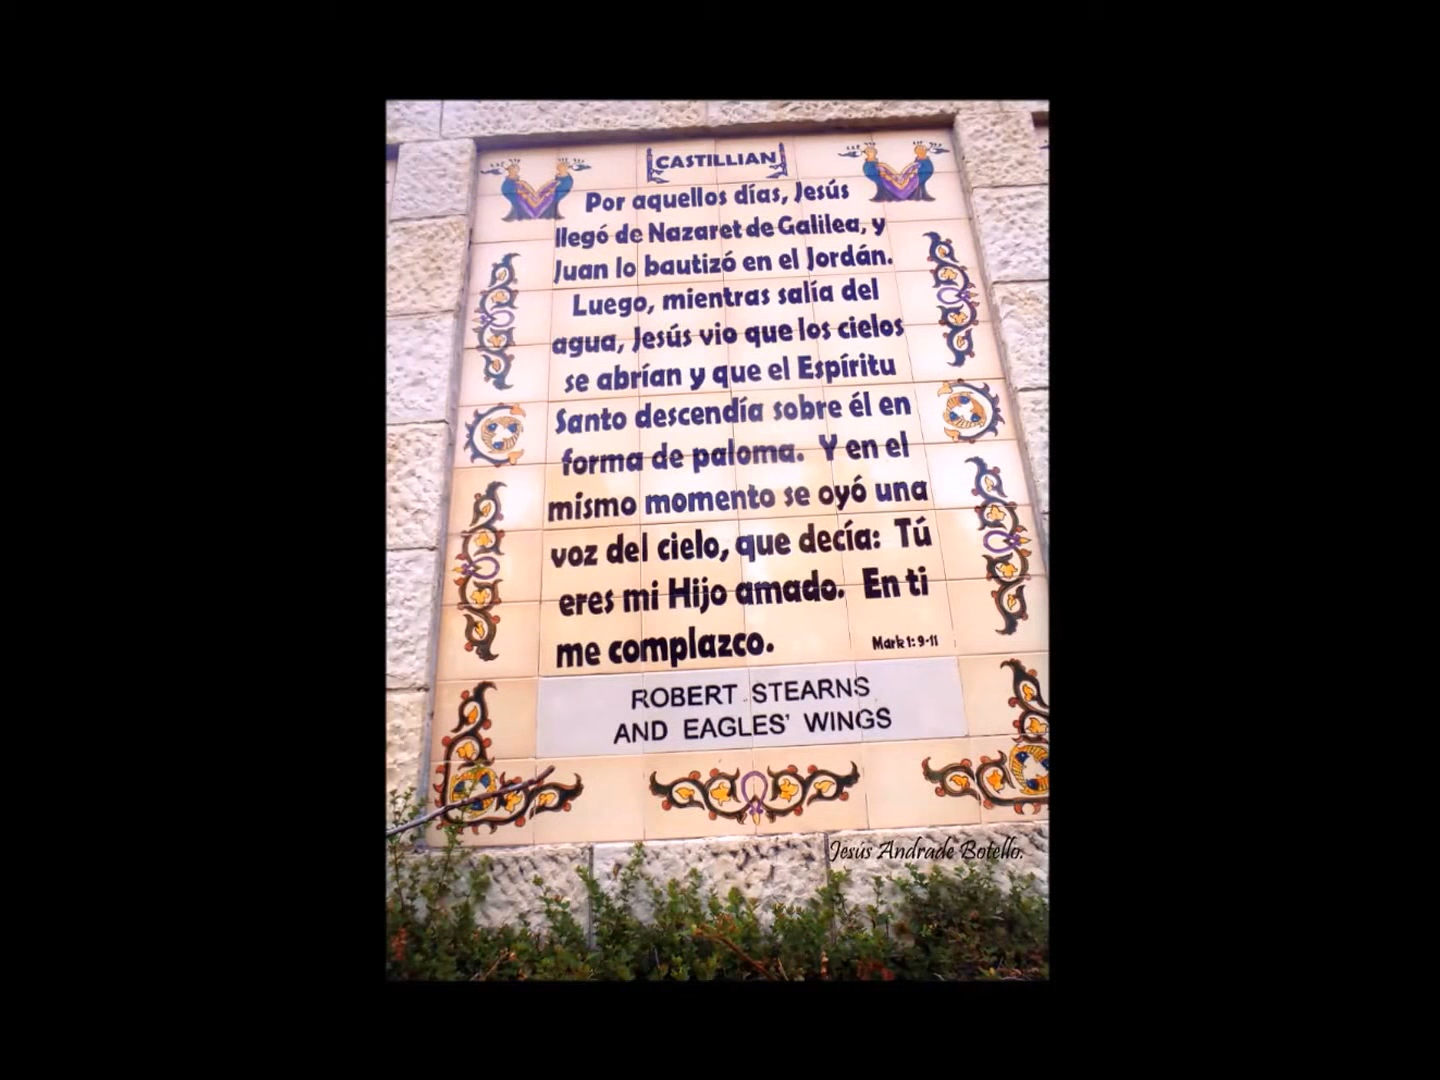 CASTILLIAN
Por aquellos días, Jesús
llegó de Nazaret de Galilea, y
Juan lo bautizó en el Jordán.
Luego, mientras salía del
agua, Jesús vio que los cielos
se abrían y que el Espíritu
Santo descendía sobre él en
forma de paloma. Y en el
mismo momento se oyó una
voz del cielo, que decía: Tú
eres mi Hijo amado. En ti
me complazco.
Mark 1: 9-11
ROBERT STEARNS
AND EAGLES' WINGS
Jesús Andrade Botello.